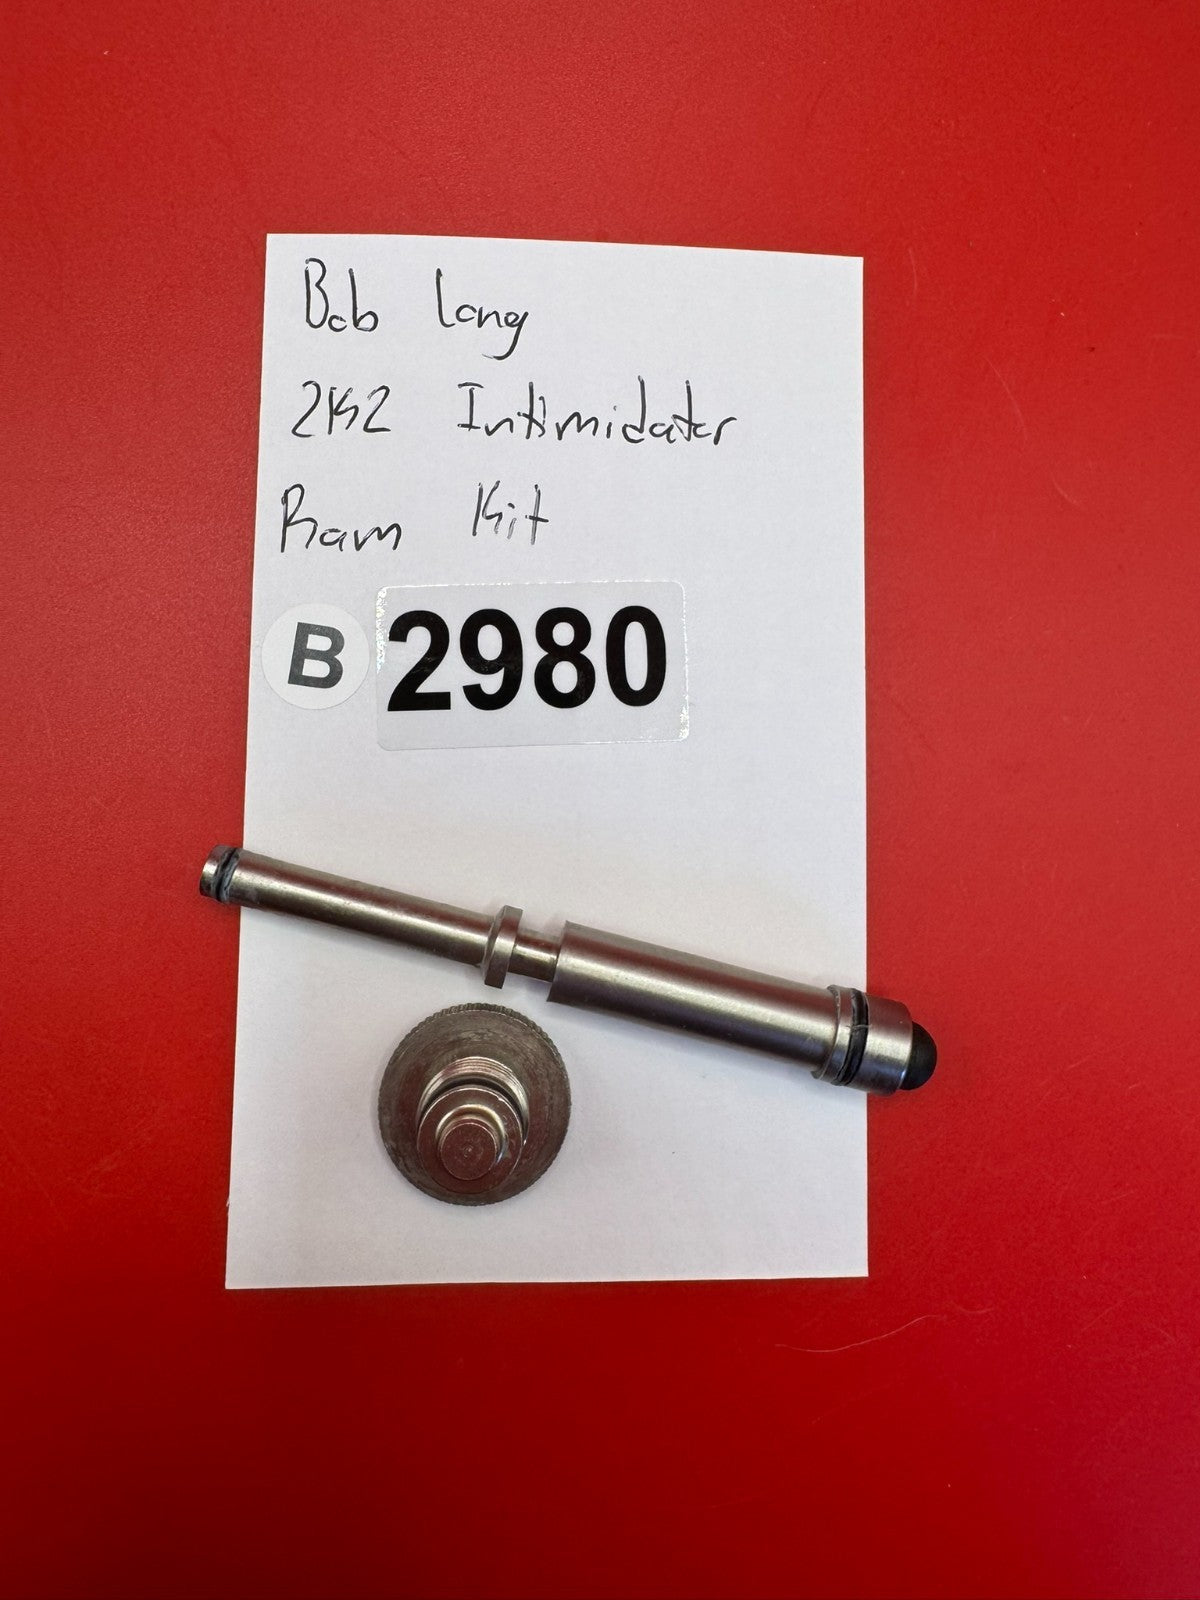 Bob Long
2K2 Intimidator
Ram Kit
B 2980